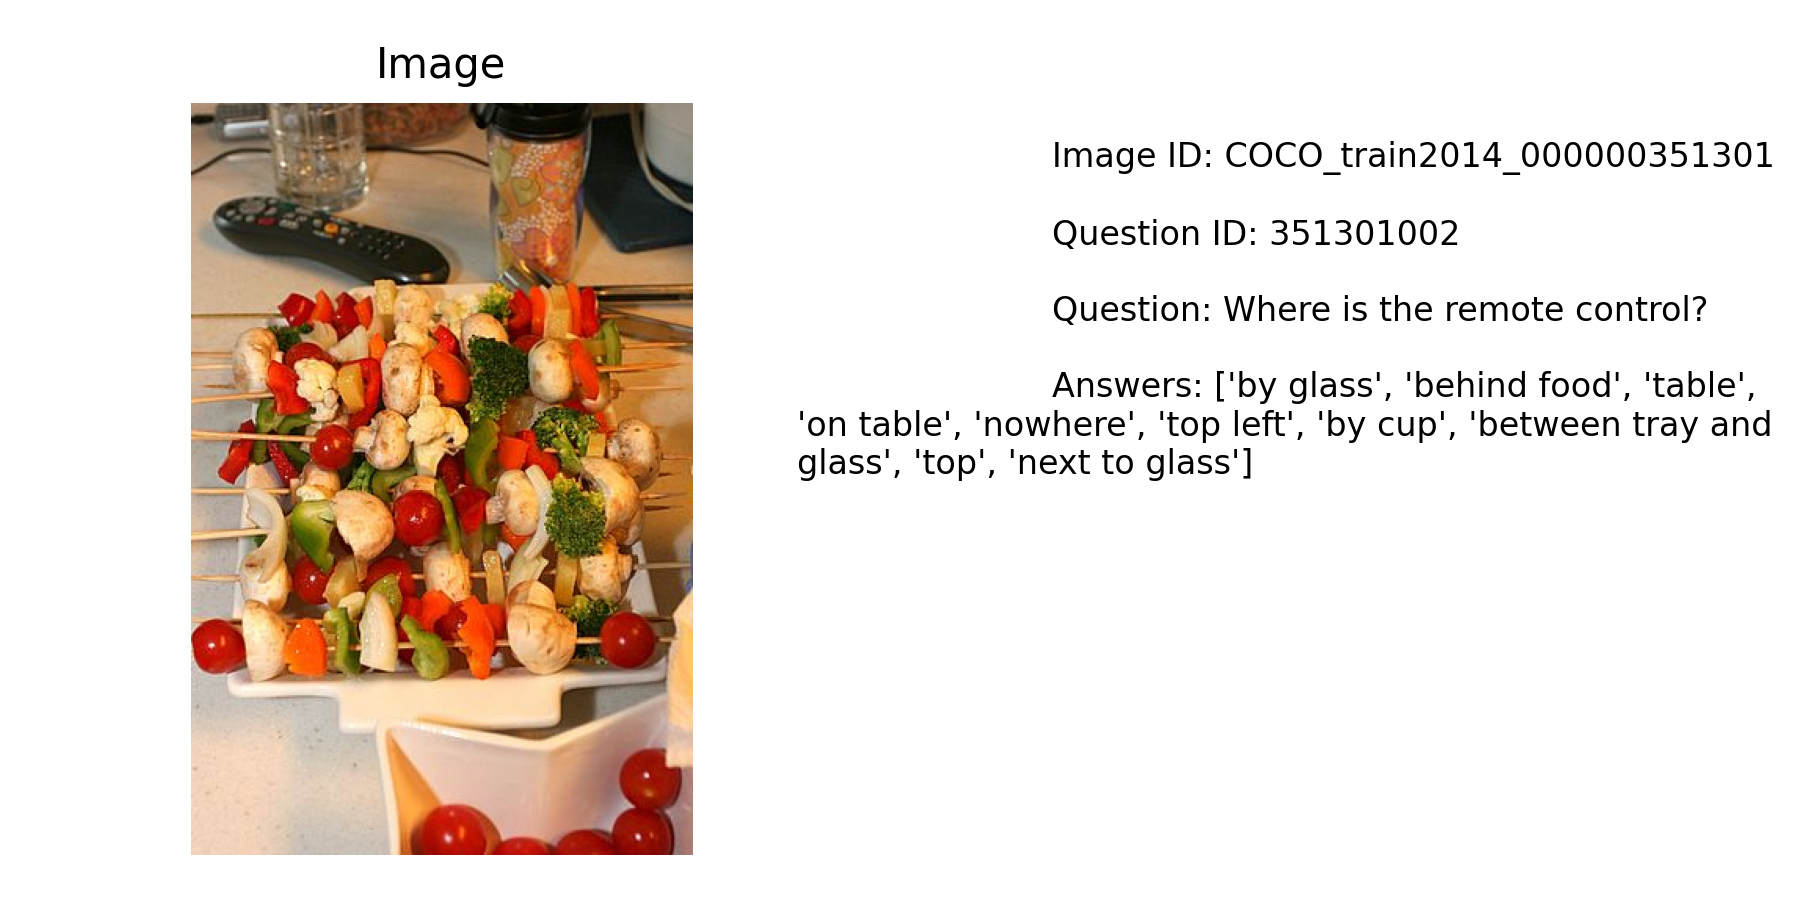 Image
Image ID: COCO_train2014_000000351301
Question ID: 351301002
Question: Where is the remote control?
Answers: ['by glass', 'behind food', 'table',
'on table', 'nowhere', 'top left', 'by cup', 'between tray and
glass', 'top', 'next to glass']